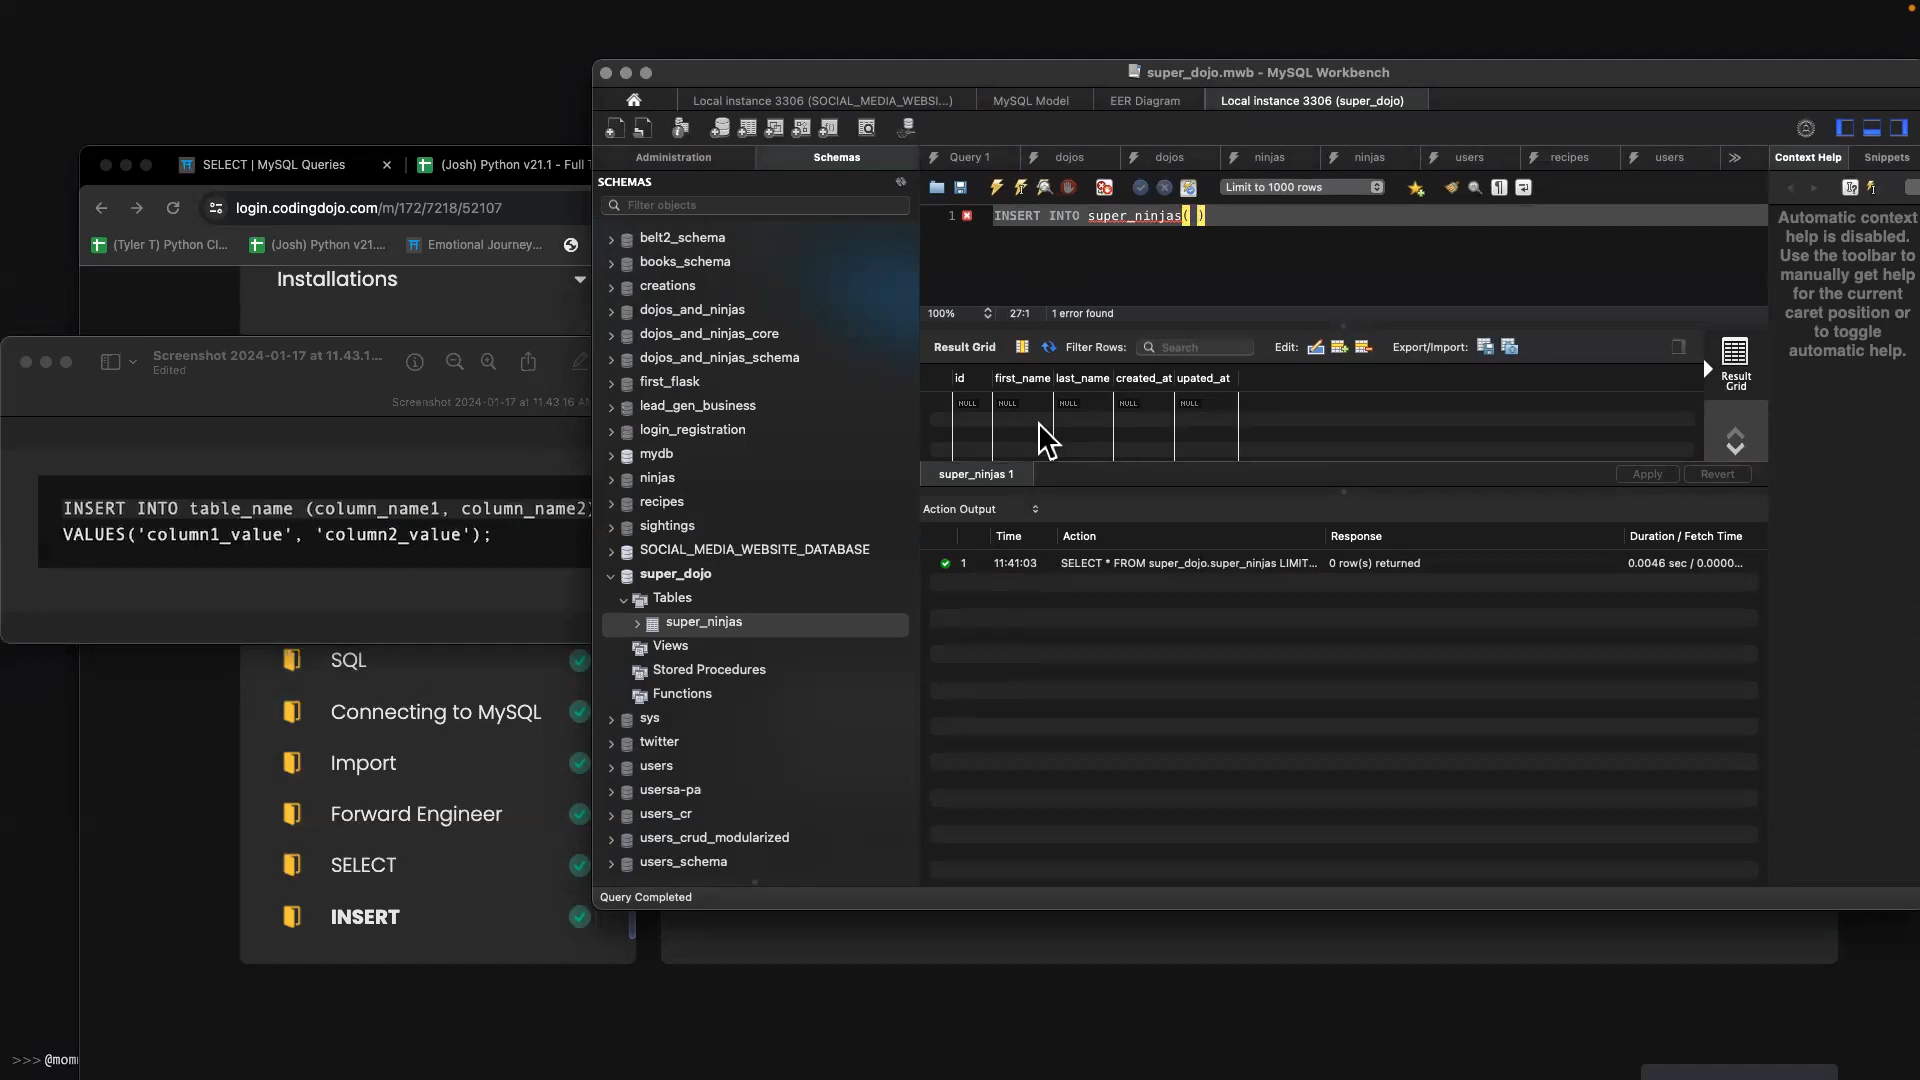 super_dojo.mwb - MySQL Workbench
Local instance 3306 (SOCIAL_MEDIA_WEBSI...)
MySQL Model
EER Diagram
Local instance 3306 (super_dojo)
Administration
Schemas
Query 1
dojos
dojos
ninjas
ninjas
users
recipes
users
Context Help
Snippets
SELECT | MySQL Queries
(Josh) Python v21.1 - Full
login.codingdojo.com/m/172/7218/52107
(Tyler T) Python Cl...
(Josh) Python v21....
Emotional Journey...
Installations
Screenshot 2024-01-17 at 11.43.1...
Edited
Screenshot 2024-01-17 at 11.43.16 AM
INSERT INTO table_name (column_name1, column_name2)
VALUES('column1_value', 'column2_value');
SQL
Connecting to MySQL
Import
Forward Engineer
SELECT
INSERT
>>> @mom
SCHEMAS
Filter objects
belt2_schema
books_schema
creations
dojos_and_ninjas
dojos_and_ninjas_core
dojos_and_ninjas_schema
first_flask
lead_gen_business
login_registration
mydb
ninjas
recipes
sightings
SOCIAL_MEDIA_WEBSITE_DATABASE
super_dojo
Tables
super_ninjas
Views
Stored Procedures
Functions
sys
twitter
users
usersa-pa
users_cr
users_crud_modularized
users_schema
Query Completed
Limit to 1000 rows
1 INSERT INTO super_ninjas( )
100% 27:1 1 error found
Result Grid Filter Rows: Search Edit: Export/Import:
id first_name last_name created_at upated_at
NULL NULL NULL NULL NULL
Result
Grid
super_ninjas 1
Apply
Revert
Action Output
Time Action Response Duration / Fetch Time
1 11:41:03 SELECT * FROM super_dojo.super_ninjas LIMIT... 0 row(s) returned 0.0046 sec / 0.0000...
Automatic context
help is disabled.
Use the toolbar to
manually get help
for the current
caret position or
to toggle
automatic help.